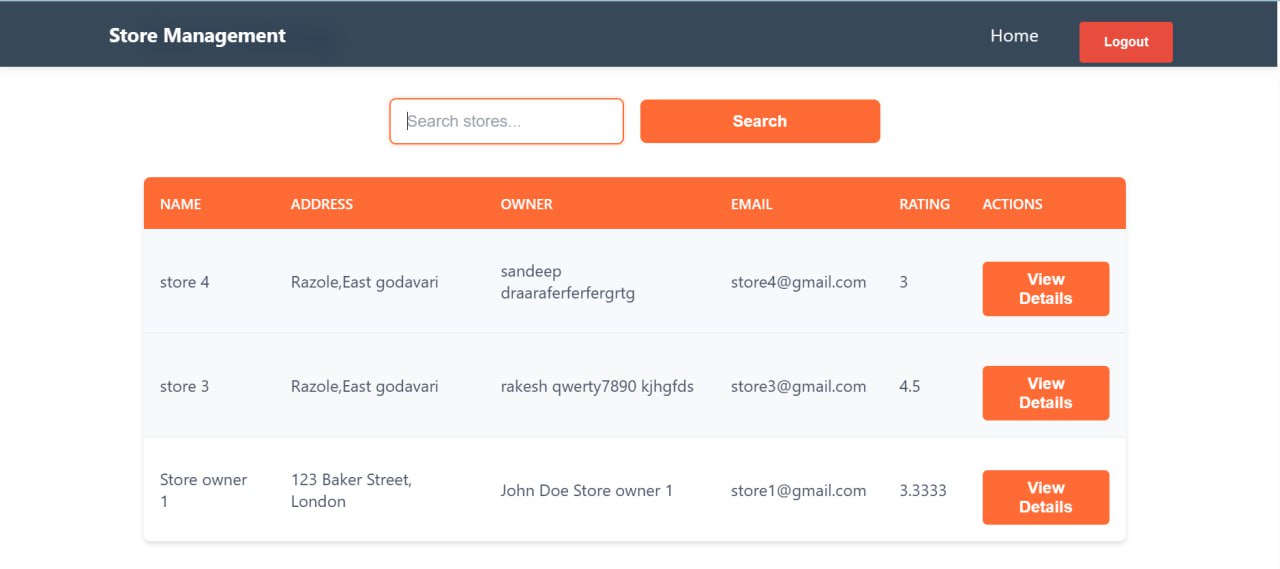 Store Management Home Logout
Search stores... Search
NAME ADDRESS OWNER EMAIL RATING ACTIONS
store 4 Razole,East godavari sandeep draaraferferfergrtg store4@gmail.com 3 View Details
store 3 Razole,East godavari rakesh qwerty7890 kjhgfds store3@gmail.com 4.5 View Details
Store owner 1 123 Baker Street, London John Doe Store owner 1 store1@gmail.com 3.3333 View Details